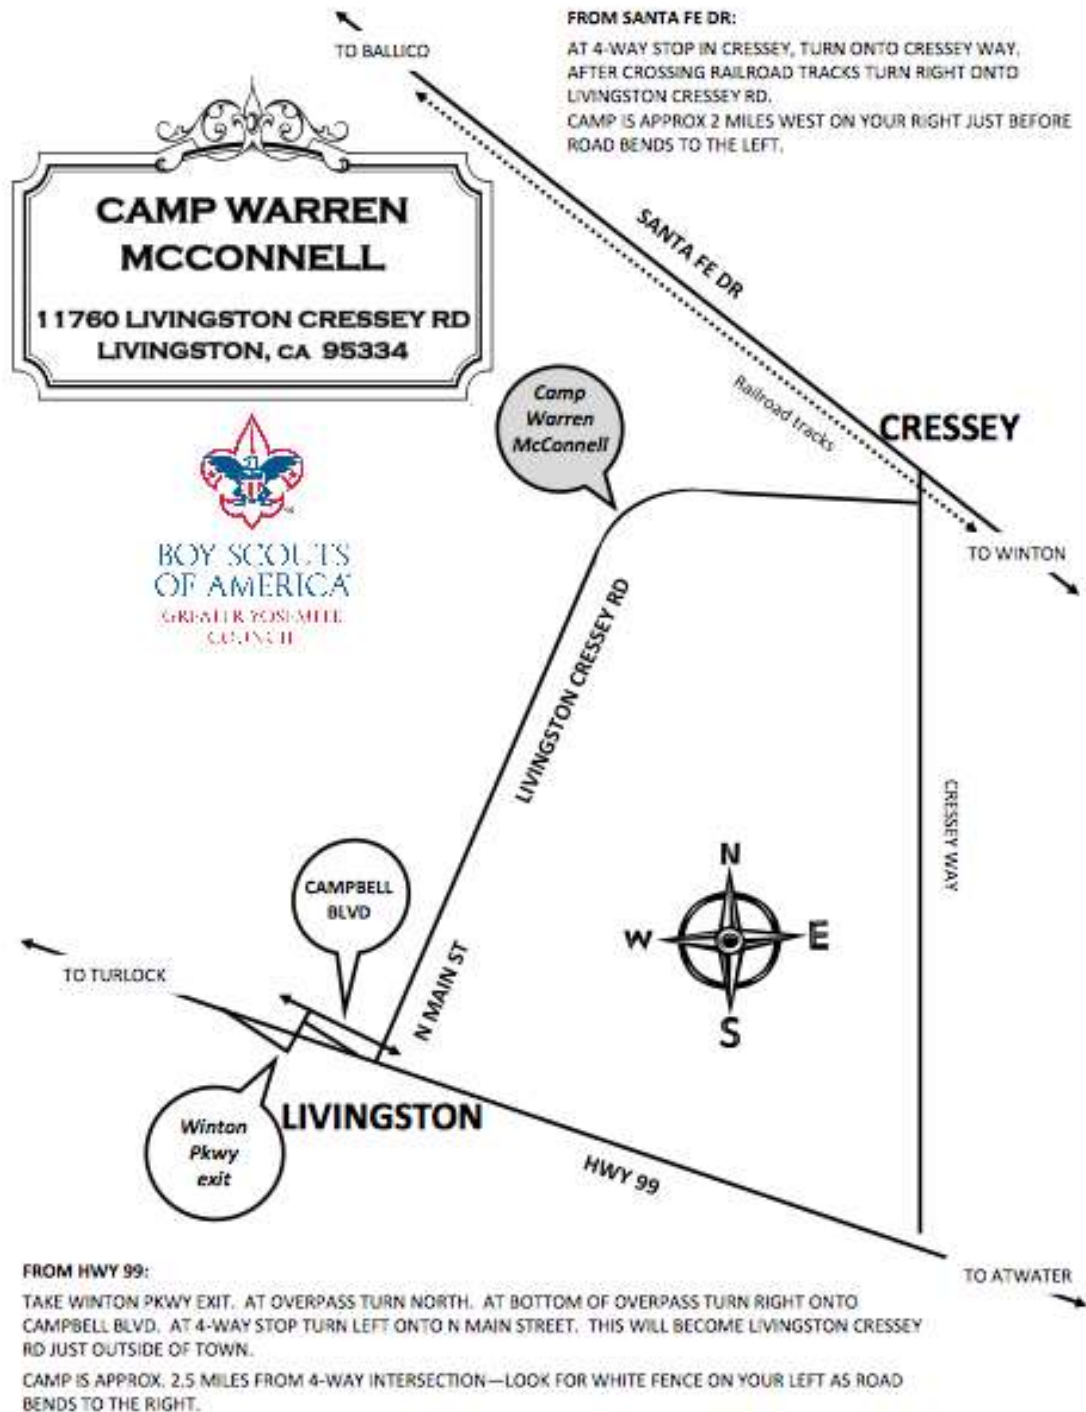 TO BALLICO
FROM SANTA FE DR:
AT 4-WAY STOP IN CRESSEY, TURN ONTO CRESSEY WAY.
AFTER CROSSING RAILROAD TRACKS TURN RIGHT ONTO
LIVINGSTON CRESSEY RD.
CAMP IS APPROX 2 MILES WEST ON YOUR RIGHT JUST BEFORE
ROAD BENDS TO THE LEFT.
CAMP WARREN
MCCONNELL
11760 LIVINGSTON CRESSEY RD
LIVINGSTON, CA 95334
SANTA FE DR
Railroad tracks
Camp
Warren
McConnell
CRESSEY
BOY SCOUTS
OF AMERICA
GREATER YOSEMITE
COUNCIL
TO WINTON
LIVINGSTON CRESSEY RD
CRESSEY WAY
CAMPBELL
BLVD
N
W
E
S
TO TURLOCK
N MAIN ST
Winton
Pkwy
exit
LIVINGSTON
HWY 99
TO ATWATER
FROM HWY 99:
TAKE WINTON PKWY EXIT. AT OVERPASS TURN NORTH. AT BOTTOM OF OVERPASS TURN RIGHT ONTO
CAMPBELL BLVD. AT 4-WAY STOP TURN LEFT ONTO N MAIN STREET. THIS WILL BECOME LIVINGSTON CRESSEY
RD JUST OUTSIDE OF TOWN.
CAMP IS APPROX. 2.5 MILES FROM 4-WAY INTERSECTION—LOOK FOR WHITE FENCE ON YOUR LEFT AS ROAD
BENDS TO THE RIGHT.